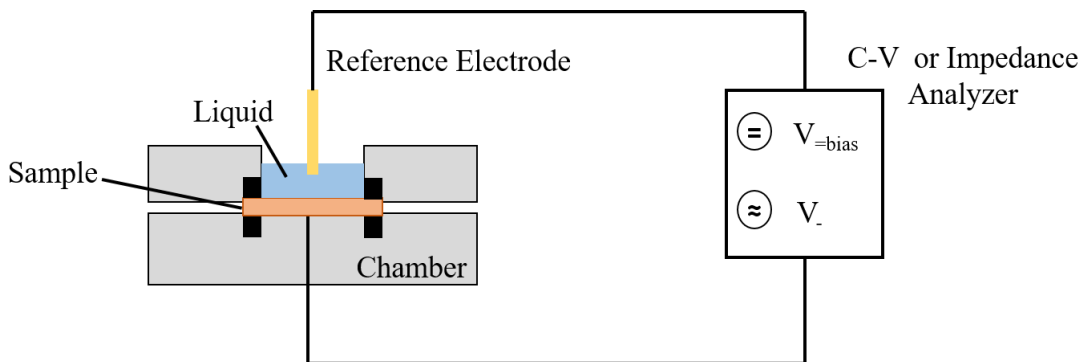 Reference Electrode
C-V or Impedance
Analyzer
Liquid
= V=bias
Sample
≈ V-
Chamber